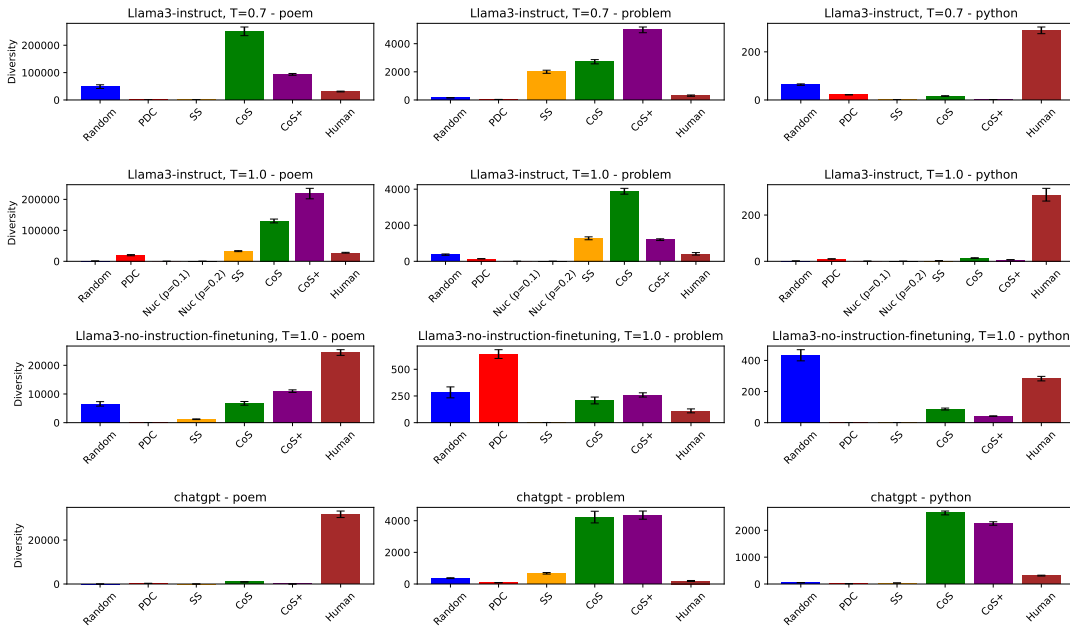 Llama3-instruct, T=0.7 - poem
Diversity
200000
100000
0
Random
PDC
SS
CoS
CoS+
Human
Llama3-instruct, T=0.7 - problem
4000
2000
0
Random
PDC
SS
CoS
CoS+
Human
Llama3-instruct, T=0.7 - python
200
0
Random
PDC
SS
CoS
CoS+
Human
Llama3-instruct, T=1.0 - poem
Diversity
200000
100000
0
Random
PDC
Nuc (p=0.1)
Nuc (p=0.2)
SS
CoS
CoS+
Human
Llama3-instruct, T=1.0 - problem
4000
2000
0
Random
PDC
Nuc (p=0.1)
Nuc (p=0.2)
SS
CoS
CoS+
Human
Llama3-instruct, T=1.0 - python
200
0
Random
PDC
Nuc (p=0.1)
Nuc (p=0.2)
SS
CoS
CoS+
Human
Llama3-no-instruction-finetuning, T=1.0 - poem
Diversity
20000
10000
0
Random
PDC
SS
CoS
CoS+
Human
Llama3-no-instruction-finetuning, T=1.0 - problem
500
250
0
Random
PDC
SS
CoS
CoS+
Human
Llama3-no-instruction-finetuning, T=1.0 - python
400
200
0
Random
PDC
SS
CoS
CoS+
Human
chatgpt - poem
Diversity
20000
0
Random
PDC
SS
CoS
CoS+
Human
chatgpt - problem
4000
2000
0
Random
PDC
SS
CoS
CoS+
Human
chatgpt - python
2000
1000
0
Random
PDC
SS
CoS
CoS+
Human